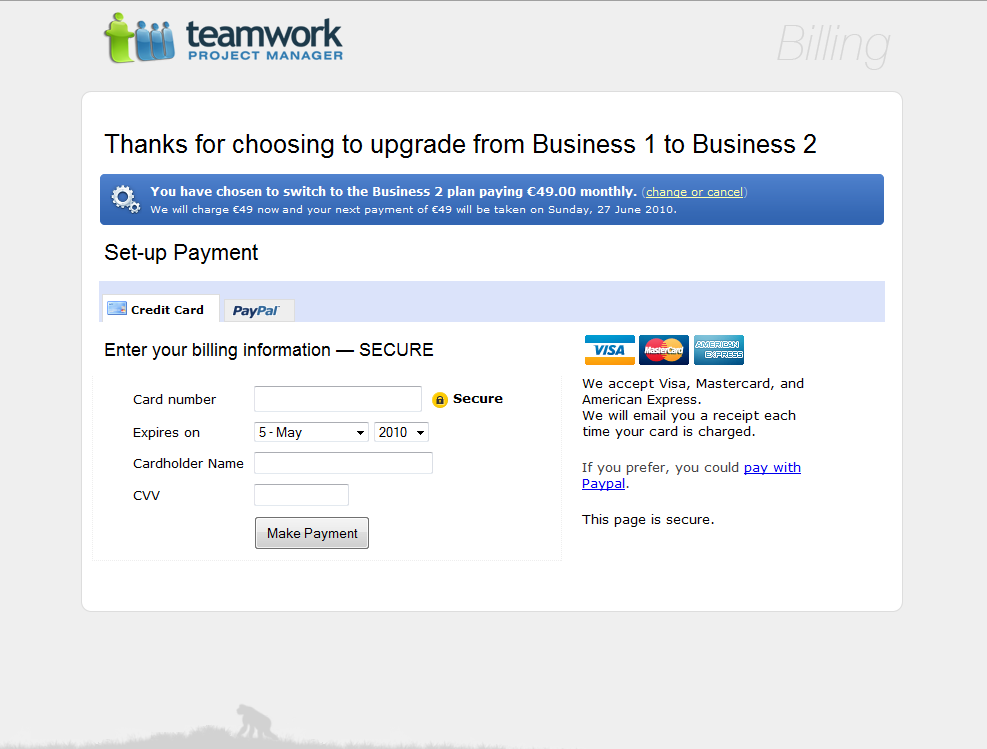 teamwork
PROJECT MANAGER
Billing
Thanks for choosing to upgrade from Business 1 to Business 2
You have chosen to switch to the Business 2 plan paying €49.00 monthly. (change or cancel)
We will charge €49 now and your next payment of €49 will be taken on Sunday, 27 June 2010.
Set-up Payment
Credit Card
PayPal
Enter your billing information — SECURE
Card number
Secure
Expires on
5 - May
2010
Cardholder Name
CVV
Make Payment
VISA
MasterCard
AMERICAN
EXPRESS
We accept Visa, Mastercard, and
American Express.
We will email you a receipt each
time your card is charged.
If you prefer, you could pay with
Paypal.
This page is secure.